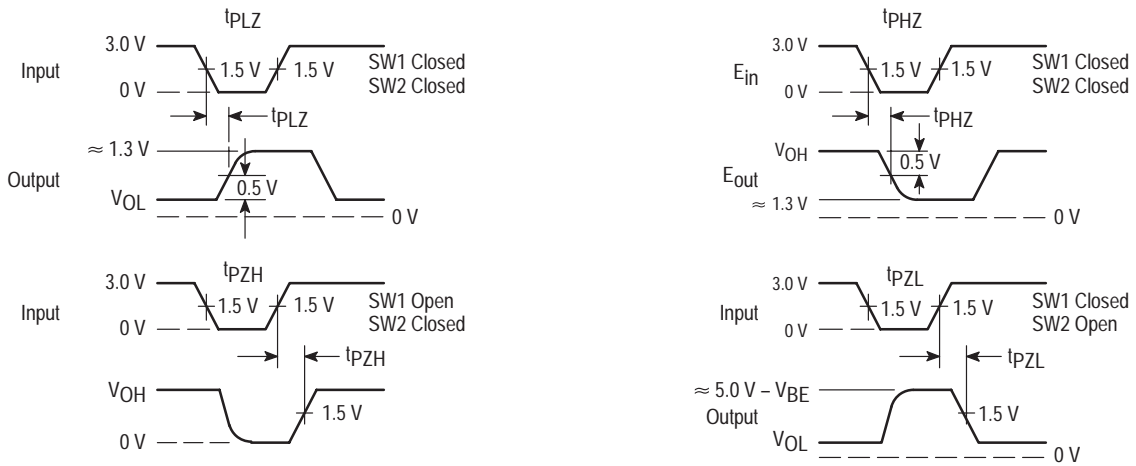 tPLZ
3.0 V
Input
1.5 V
1.5 V
SW1 Closed
SW2 Closed
0 V
tPLZ
≈ 1.3 V
Output
0.5 V
VOL
0 V
tPHZ
3.0 V
Ein
1.5 V
1.5 V
SW1 Closed
SW2 Closed
0 V
tPHZ
VOH
0.5 V
Eout
≈ 1.3 V
0 V
tPZH
3.0 V
Input
1.5 V
1.5 V
SW1 Open
SW2 Closed
0 V
tPZH
VOH
1.5 V
0 V
tPZL
3.0 V
Input
1.5 V
1.5 V
SW1 Closed
SW2 Open
0 V
tPZL
≈ 5.0 V – VBE
Output
1.5 V
VOL
0 V